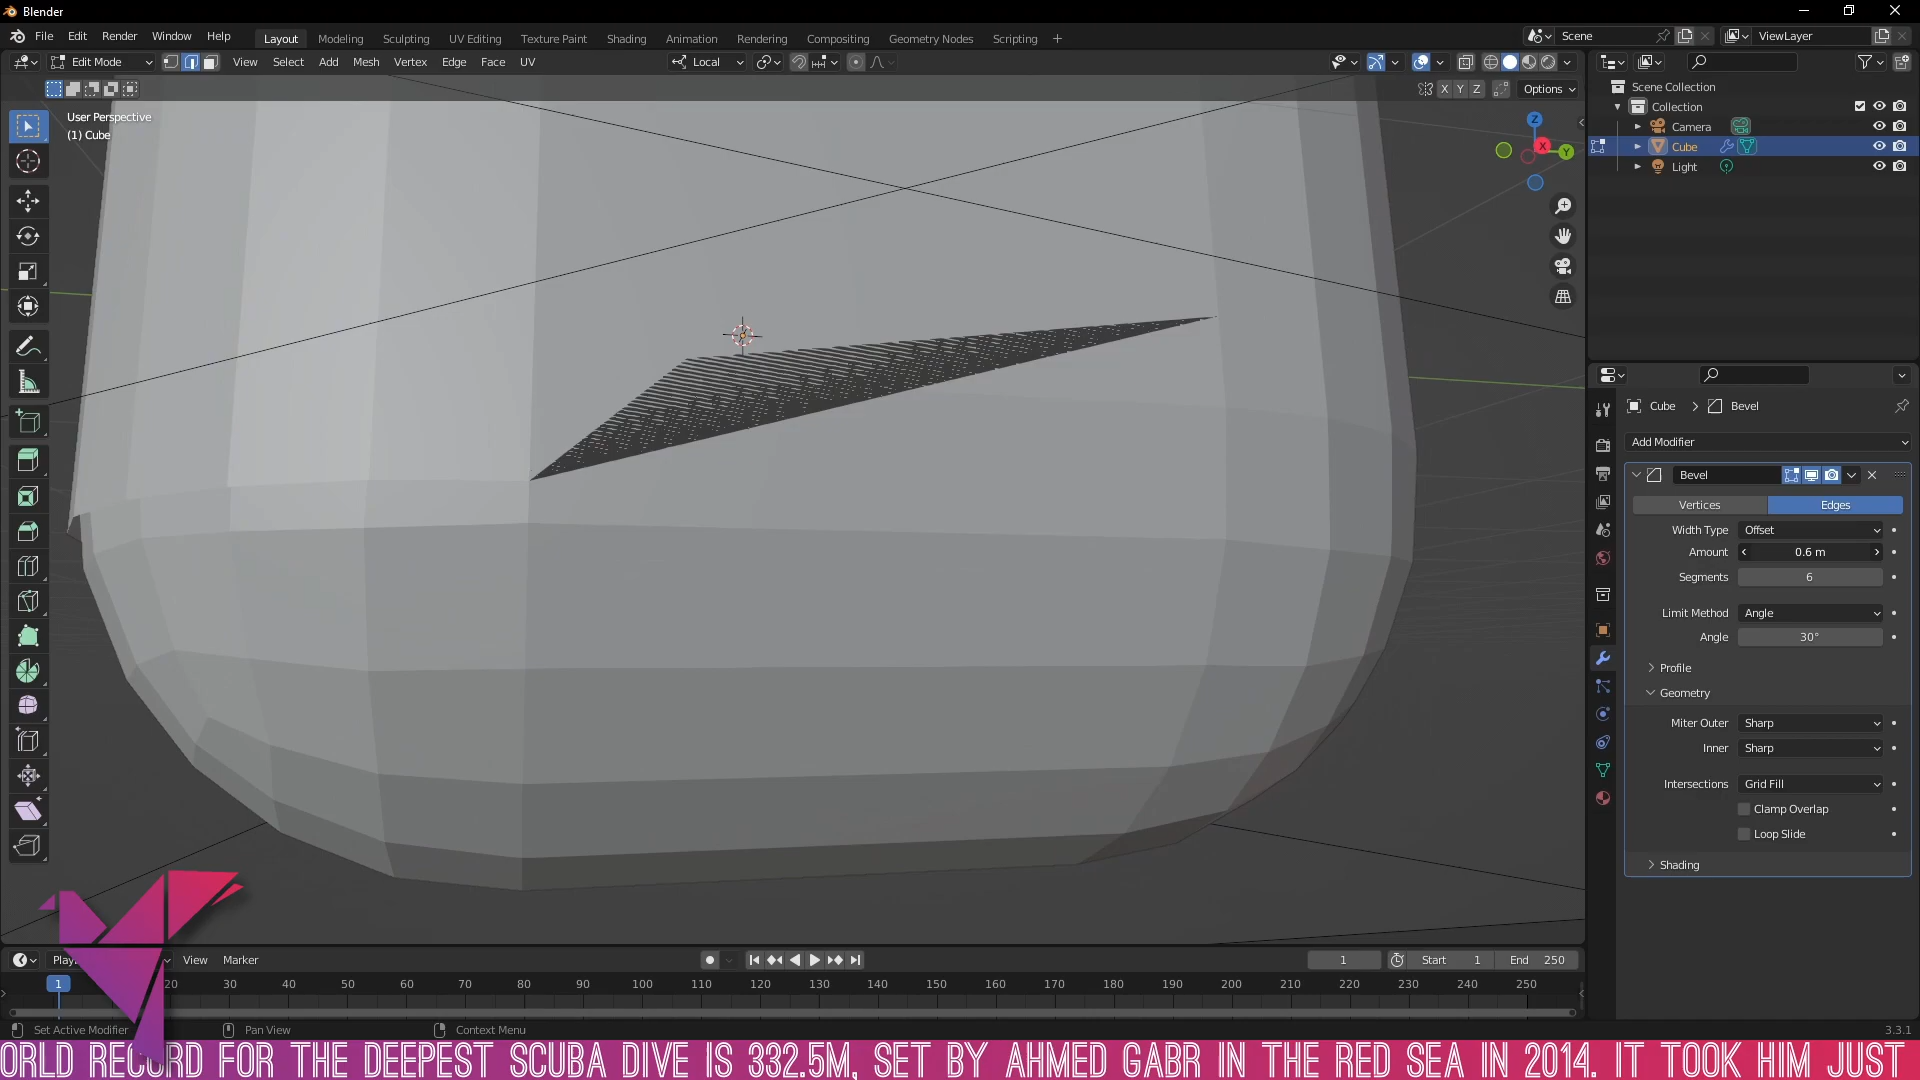 Blender
File Edit Render Window Help
Layout Modeling Sculpting UV Editing Texture Paint Shading Animation Rendering Compositing Geometry Nodes Scripting
Scene
ViewLayer
Edit Mode
View Select Add Mesh Vertex Edge Face UV
Local
X Y Z
Options
User Perspective
(1) Cube
Z
X
Y
Scene Collection
Collection
Camera
Cube
Light
Cube > Bevel
Add Modifier
Bevel
Vertices Edges
Width Type Offset
Amount 0.6 m
Segments 6
Limit Method Angle
Angle 30°
Profile
Geometry
Miter Outer Sharp
Inner Sharp
Intersections Grid Fill
Clamp Overlap
Loop Slide
Shading
View Marker
1
Start 1
End 250
1 20 30 40 50 60 70 80 90 100 110 120 130 140 150 160 170 180 190 200 210 220 230 240 250
Set Active Modifier
Pan View
Context Menu
3.3.1
ORLD RECORD FOR THE DEEPEST SCUBA DIVE IS 332.5M, SET BY AHMED GABR IN THE RED SEA IN 2014. IT TOOK HIM JUST